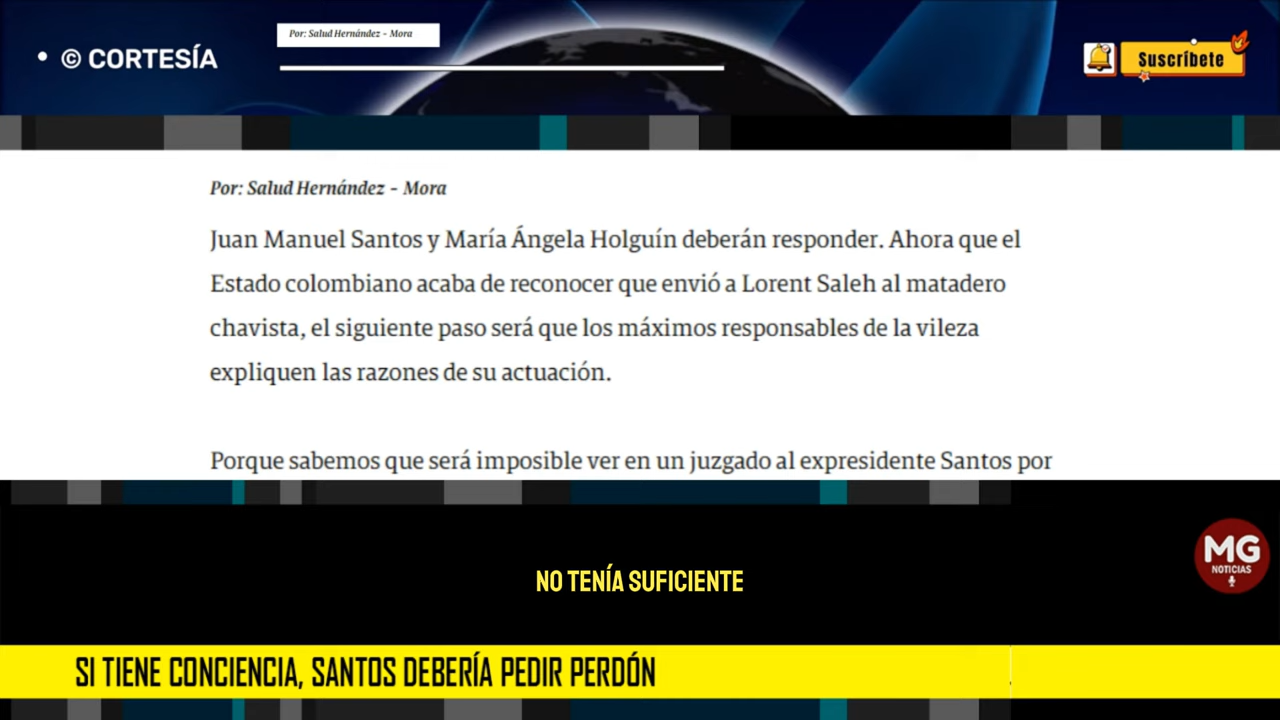 • © CORTESÍA
Por: Salud Hernández - Mora
Suscríbete
Por: Salud Hernández - Mora
Juan Manuel Santos y María Ángela Holguín deberán responder. Ahora que el
Estado colombiano acaba de reconocer que envió a Lorent Saleh al matadero
chavista, el siguiente paso será que los máximos responsables de la vileza
expliquen las razones de su actuación.
Porque sabemos que será imposible ver en un juzgado al expresidente Santos por
MG
NOTICIAS
NO TENÍA SUFICIENTE
SI TIENE CONCIENCIA, SANTOS DEBERÍA PEDIR PERDÓN